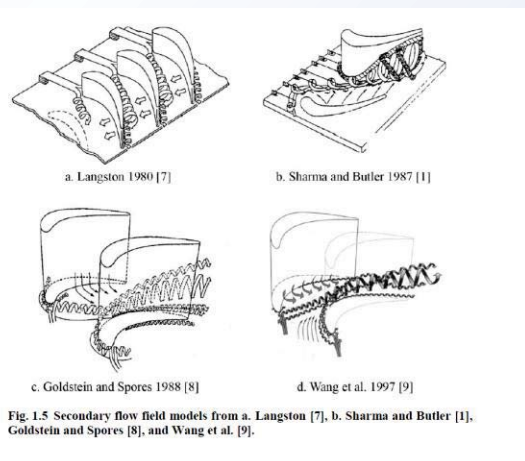 a. Langston 1980 [7]
b. Sharma and Butler 1987 [1]
c. Goldstein and Spores 1988 [8]
d. Wang et al. 1997 [9]
Fig. 1.5 Secondary flow field models from a. Langston [7], b. Sharma and Butler [1],
Goldstein and Spores [8], and Wang et al. [9].